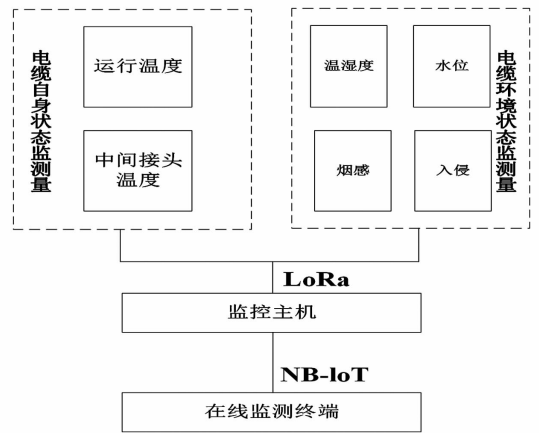 电缆自身状态监测量
运行温度
中间接头
温度
温湿度
水位
烟感
入侵
电缆环境状态监测量
LoRa
监控主机
NB-loT
在线监测终端